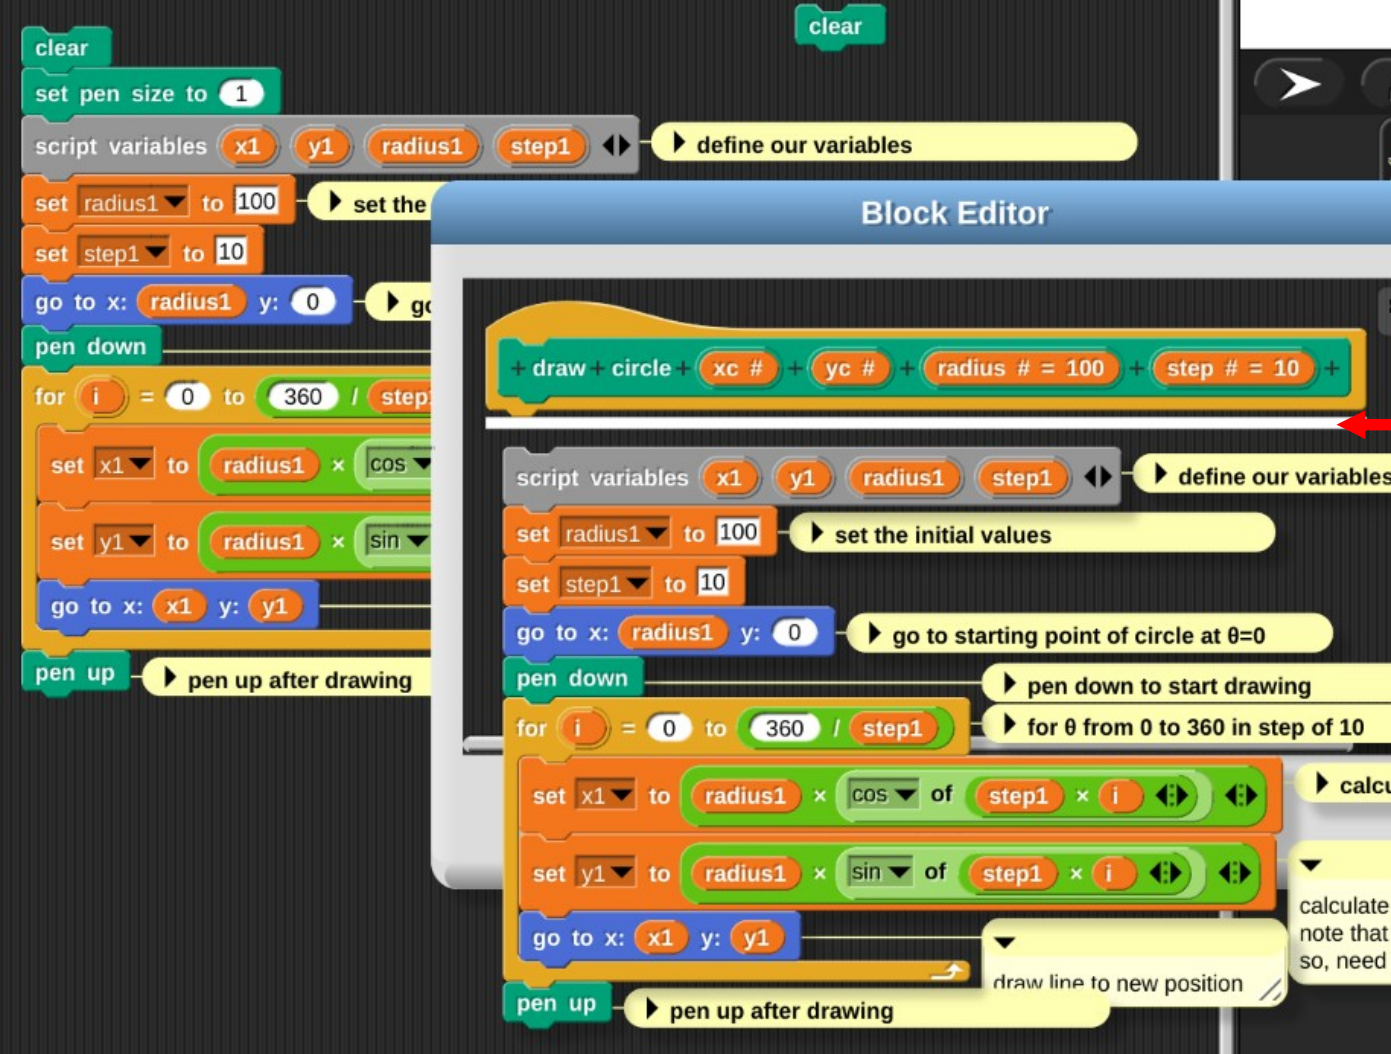 clear
clear
set pen size to 1
script variables x1 y1 radius1 step1
define our variables
set radius1 to 100
set the
set step1 to 10
go to x: radius1 y: 0
pen down
for i = 0 to 360 /
set x1 to radius1 × cos
set y1 to radius1 × sin
go to x: x1 y: y1
pen up
pen up after drawing
Block Editor
+ draw + circle + xc # + yc # + radius # = 100 + step # = 10 +
script variables x1 y1 radius1 step1
define our variables
set radius1 to 100
set the initial values
set step1 to 10
go to x: radius1 y: 0
go to starting point of circle at θ=0
pen down
pen down to start drawing
for i = 0 to 360 / step1
for θ from 0 to 360 in step of 10
set x1 to radius1 × cos of step1 × i
set y1 to radius1 × sin of step1 × i
calculate
note that
so, need
go to x: x1 y: y1
draw line to new position
pen up
pen up after drawing